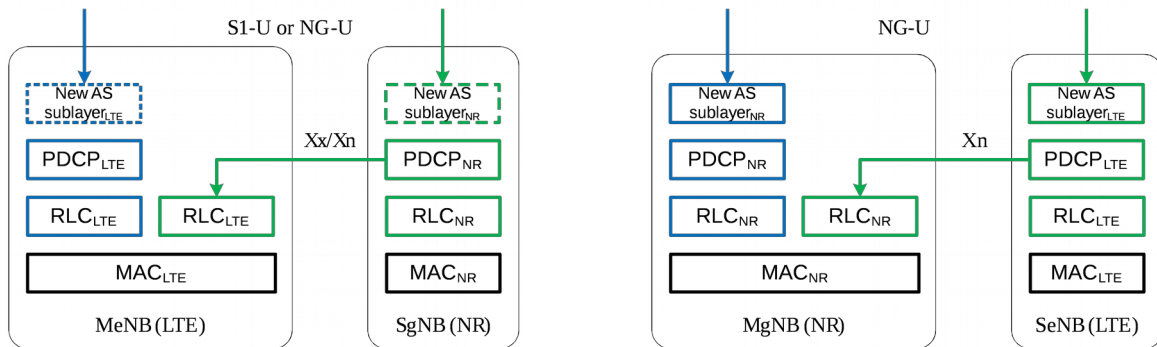 S1-U or NG-U
New AS
sublayerLTE
New AS
sublayerNR
Xx/Xn
PDCPLTE
PDCPNR
RLCLTE
RLCLTE
RLCNR
MACLTE
MACNR
MeNB (LTE)
SgNB (NR)
NG-U
New AS
sublayerNR
New AS
sublayerLTE
Xn
PDCPNR
PDCPLTE
RLCNR
RLCNR
RLCLTE
MACNR
MACLTE
MgNB (NR)
SeNB (LTE)